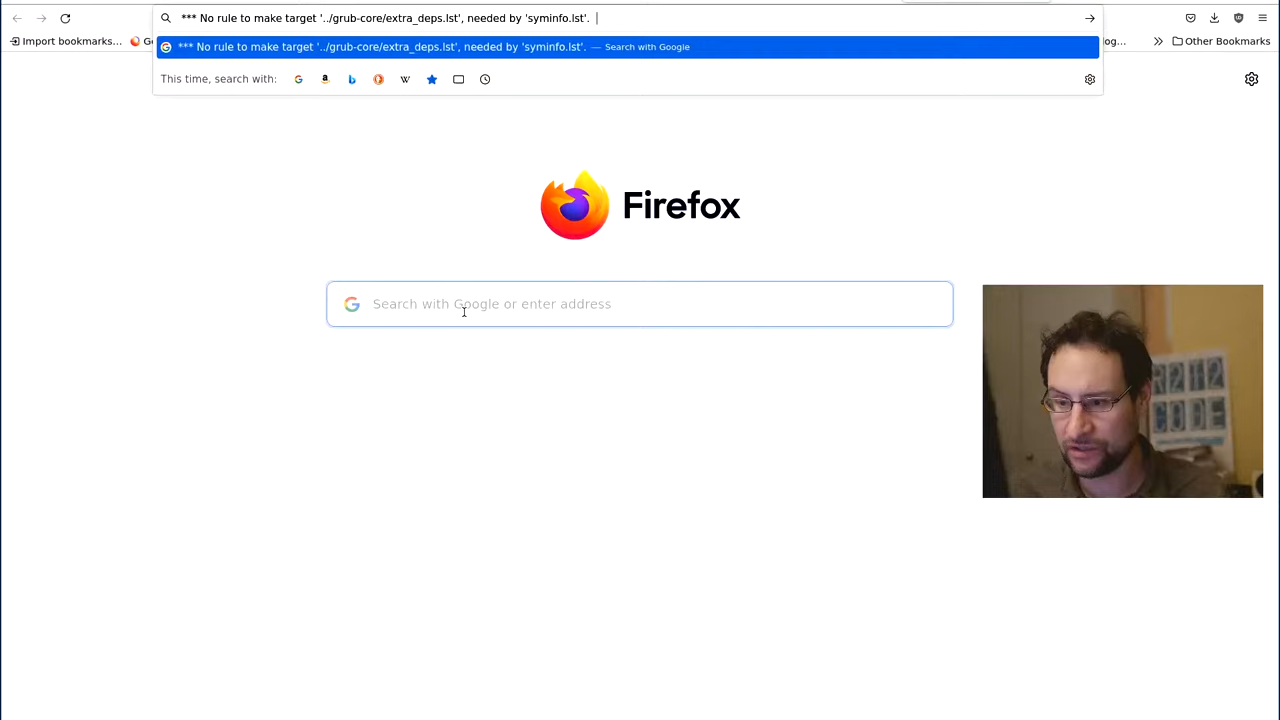 *** No rule to make target '../grub-core/extra_deps.lst', needed by 'syminfo.lst'.
Import bookmarks...
*** No rule to make target '../grub-core/extra_deps.lst', needed by 'syminfo.lst'. — Search with Google
Other Bookmarks
This time, search with:
Firefox
Search with Google or enter address